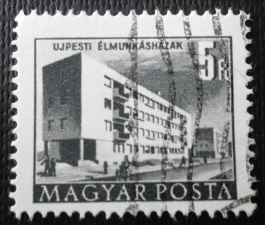 UJPESTI ÉLMUNKÁSHÁZAK
5 Ft
MAGYAR POSTA